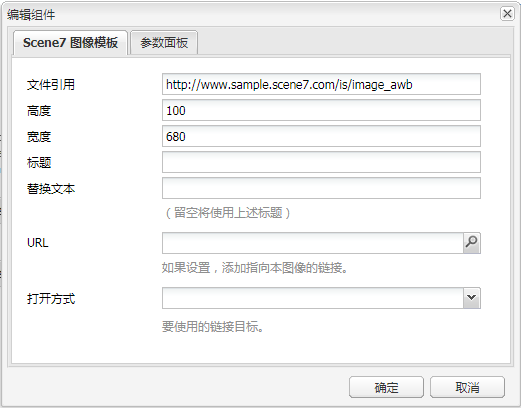 编辑组件
Scene7 图像模板 参数面板
文件引用 http://www.sample.scene7.com/is/image_awb
高度 100
宽度 680
标题
替换文本
（留空将使用上述标题）
URL
如果设置，添加指向本图像的链接。
打开方式
要使用的链接目标。
确定 取消